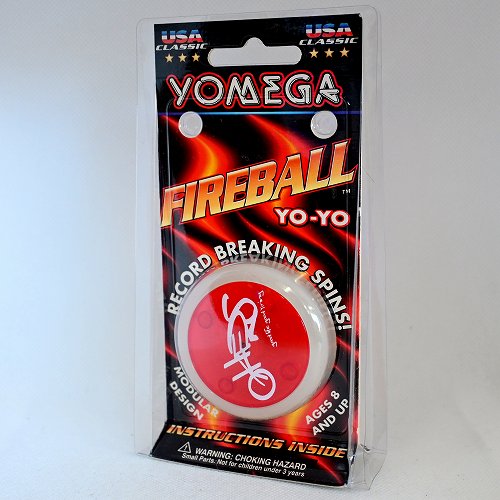 USA
CLASSIC
USA
CLASSIC
YOMEGA
FIREBALL™
YO-YO
RECORD BREAKING SPINS!
MODULAR
DESIGN
AGES 8
AND UP
INSTRUCTIONS INSIDE
WARNING: CHOKING HAZARD
Small Parts. Not for children under 3 years